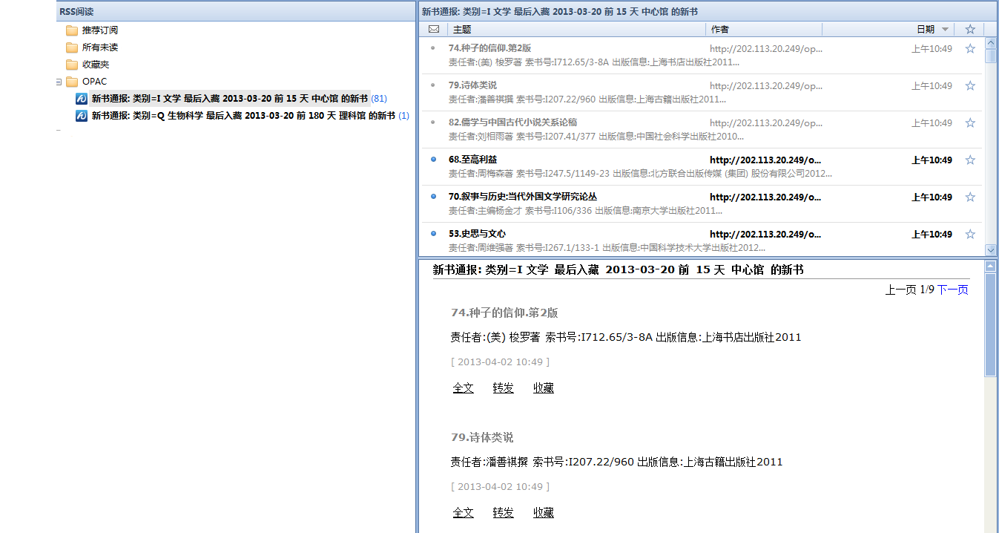 RSS阅读
推荐订阅
所有未读
收藏夹
OPAC
新书通报: 类别=I 文学 最后入藏 2013-03-20 前 15 天 中心馆 的新书 (81)
新书通报: 类别=Q 生物科学 最后入藏 2013-03-20 前 180 天 理科馆 的新书 (1)
新书通报: 类别=I 文学 最后入藏 2013-03-20 前 15 天 中心馆 的新书
主题 作者 日期
74.种子的信仰.第2版 http://202.113.20.249/op... 上午10:49
责任者:(美) 梭罗著 索书号:I712.65/3-8A 出版信息:上海书店出版社2011...
79.诗体类说 http://202.113.20.249/op... 上午10:49
责任者:潘善祺撰 索书号:I207.22/960 出版信息:上海古籍出版社2011...
82.儒学与中国古代小说关系论稿 http://202.113.20.249/op... 上午10:49
责任者:刘相雨著 索书号:I207.41/377 出版信息:中国社会科学出版社2010...
68.至高利益 http://202.113.20.249/o... 上午10:49
责任者:周梅森著 索书号:I247.5/1149-23 出版信息:北方联合出版传媒 (集团) 股份有限公司2012...
70.叙事与历史:当代外国文学研究论丛 http://202.113.20.249/o... 上午10:49
责任者:主编杨金才 索书号:I106/336 出版信息:南京大学出版社2011...
53.史思与文心 http://202.113.20.249/o... 上午10:49
责任者:周维强著 索书号:I267.1/133-1 出版信息:中国科学技术大学出版社2012...
新书通报: 类别=I 文学 最后入藏 2013-03-20 前 15 天 中心馆 的新书
上一页 1/9 下一页
74.种子的信仰.第2版
责任者:(美) 梭罗著 索书号:I712.65/3-8A 出版信息:上海书店出版社2011
[ 2013-04-02 10:49 ]
全文 转发 收藏
79.诗体类说
责任者:潘善祺撰 索书号:I207.22/960 出版信息:上海古籍出版社2011
[ 2013-04-02 10:49 ]
全文 转发 收藏